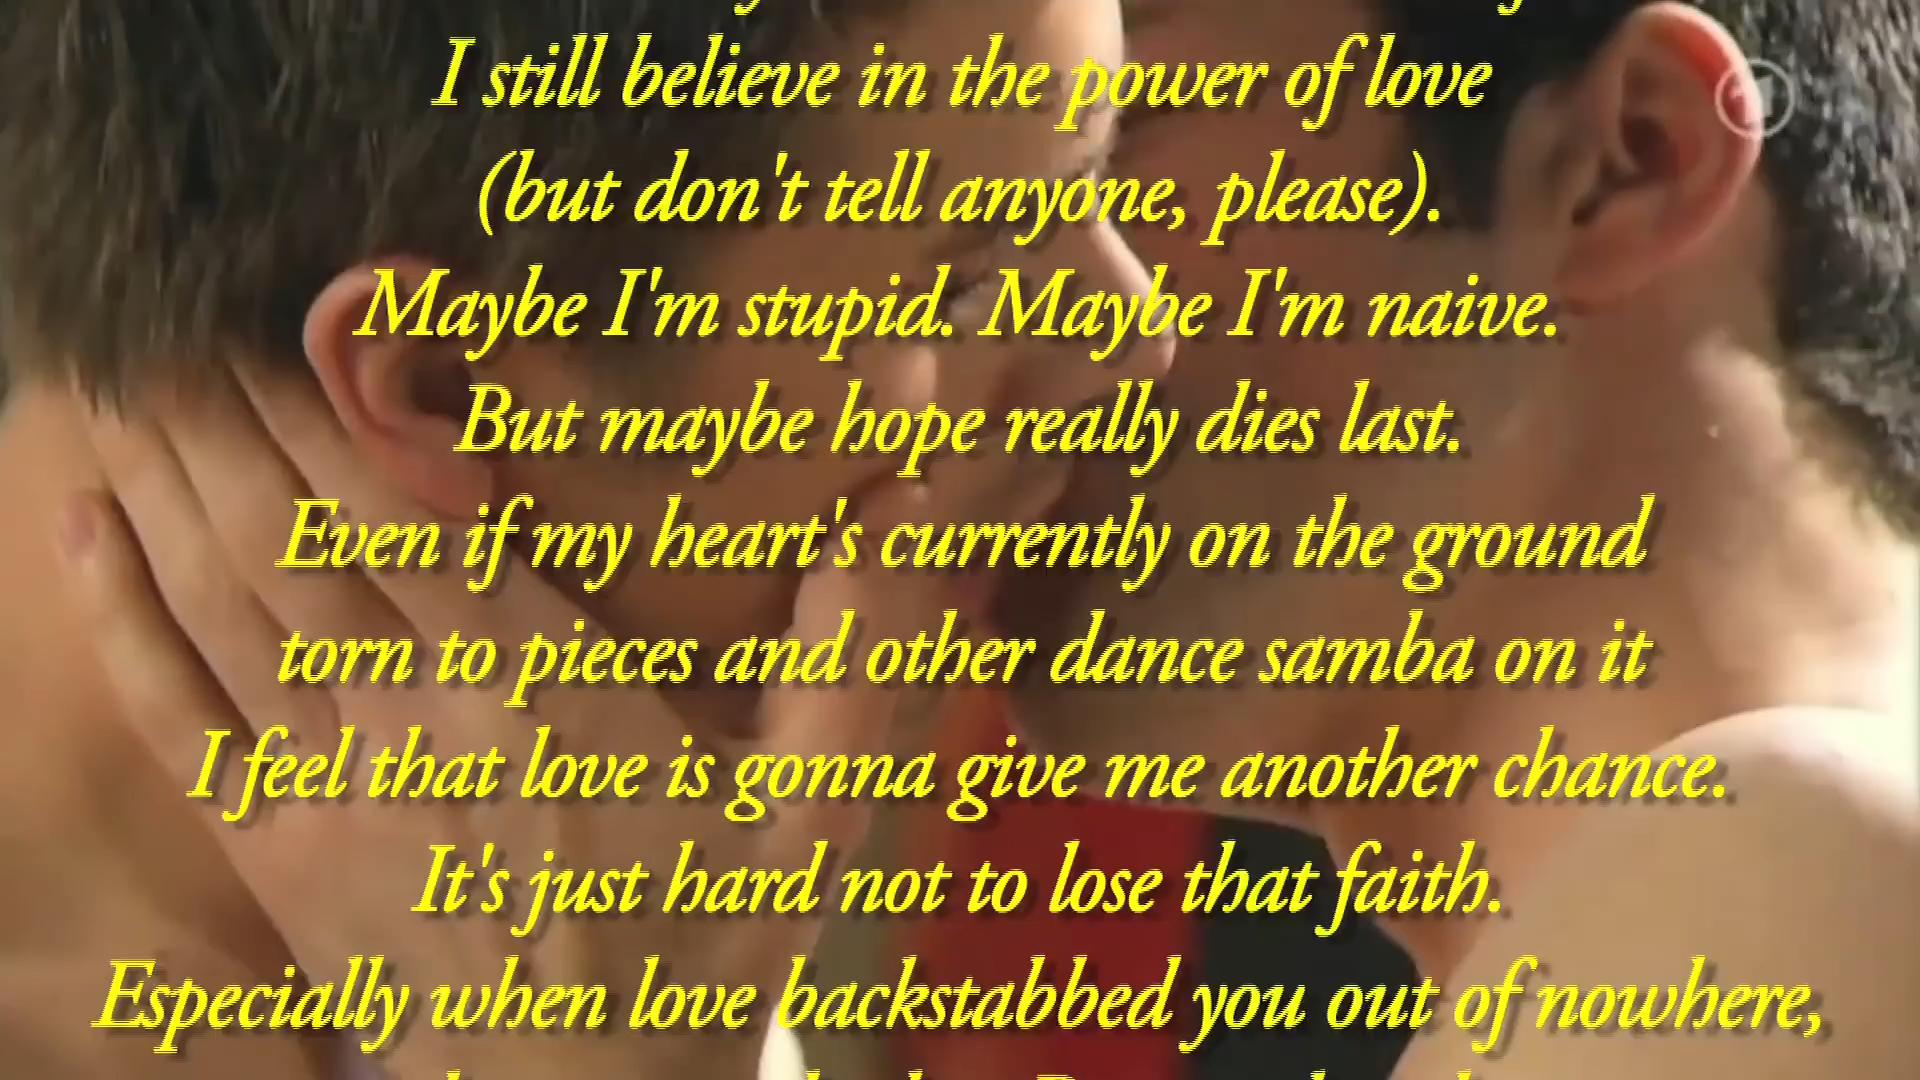 I still believe in the power of love
(but don't tell anyone, please).
Maybe I'm stupid. Maybe I'm naive.
But maybe hope really dies last.
Even if my heart's currently on the ground
torn to pieces and other dance samba on it
I feel that love is gonna give me another chance.
It's just hard not to lose that faith.
Especially when love backstabbed you out of nowhere,